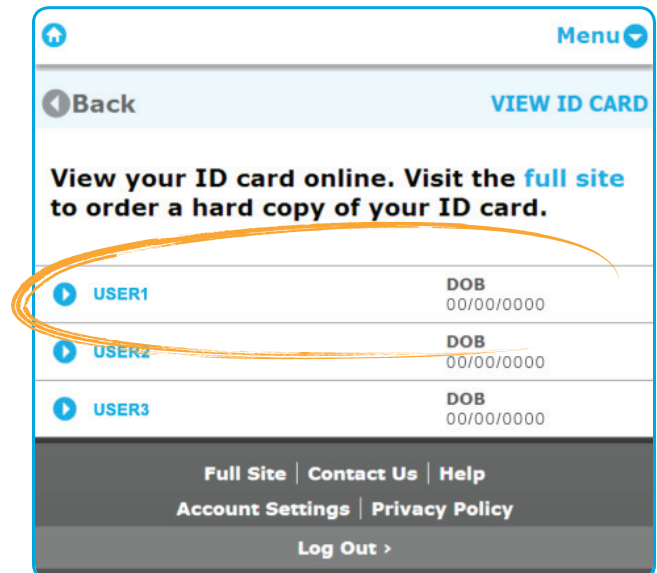 Menu
Back
VIEW ID CARD
View your ID card online. Visit the full site
to order a hard copy of your ID card.
USER1
DOB
00/00/0000
USER2
DOB
00/00/0000
USER3
DOB
00/00/0000
Full Site | Contact Us | Help
Account Settings | Privacy Policy
Log Out ›